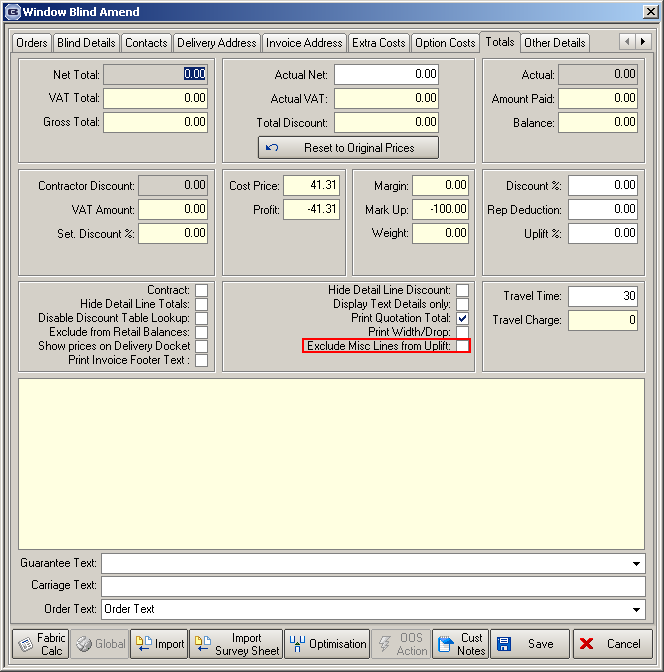 Window Blind Amend
Orders Blind Details Contacts Delivery Address Invoice Address Extra Costs Option Costs Totals Other Details
Net Total: 0.00 Actual Net: 0.00 Actual: 0.00
VAT Total: 0.00 Actual VAT: 0.00 Amount Paid: 0.00
Gross Total: 0.00 Total Discount: 0.00 Balance: 0.00
Reset to Original Prices
Contractor Discount: 0.00 Cost Price: 41.31 Margin: 0.00 Discount %: 0.00
VAT Amount: 0.00 Profit: -41.31 Mark Up: -100.00 Rep Deduction: 0.00
Set. Discount %: 0.00 Weight: 0.00 Uplift %: 0.00
Contract:
Hide Detail Line Totals:
Disable Discount Table Lookup:
Exclude from Retail Balances:
Show prices on Delivery Docket
Print Invoice Footer Text :
Hide Detail Line Discount:
Display Text Details only:
Print Quotation Total:
Print Width/Drop:
Exclude Misc Lines from Uplift:
Travel Time: 30
Travel Charge: 0
Guarantee Text:
Carriage Text:
Order Text: Order Text
Fabric Calc Global Import Import Survey Sheet Optimisation OOS Action Cust Notes Save Cancel